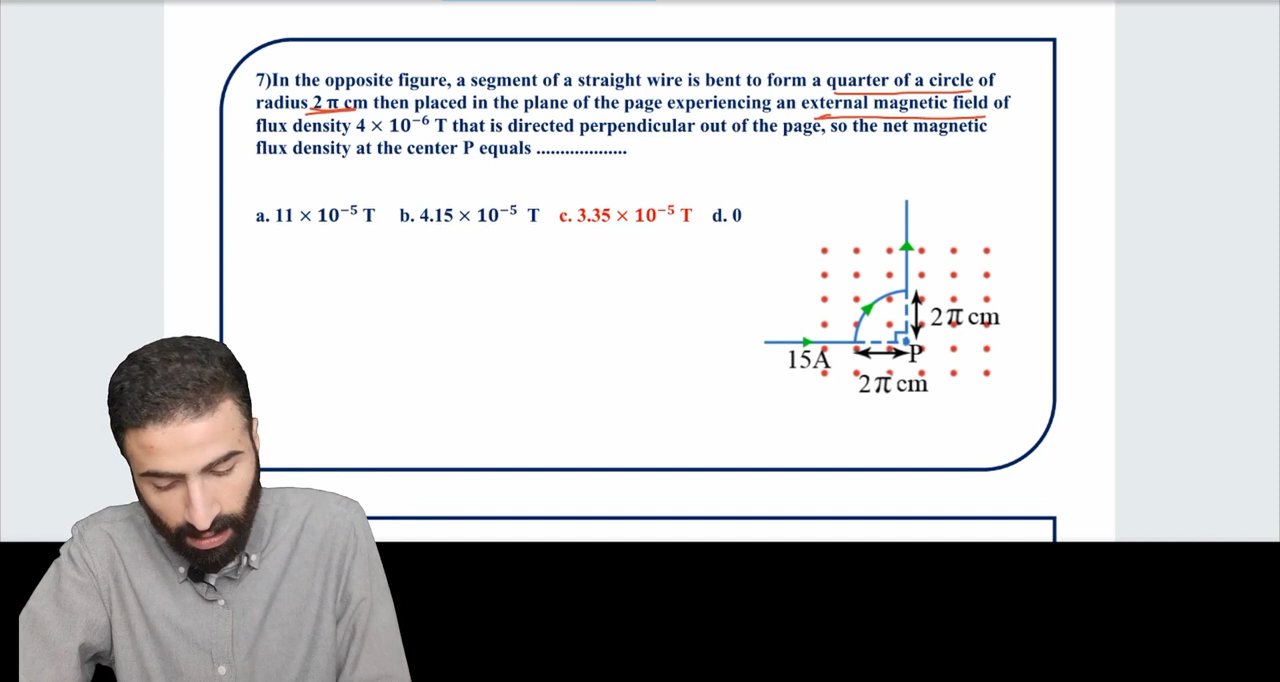 7)In the opposite figure, a segment of a straight wire is bent to form a quarter of a circle of
radius 2 π cm then placed in the plane of the page experiencing an external magnetic field of
flux density 4 × 10⁻⁶ T that is directed perpendicular out of the page, so the net magnetic
flux density at the center P equals ...................
a. 11 × 10⁻⁵ T b. 4.15 × 10⁻⁵ T c. 3.35 × 10⁻⁵ T d. 0
2π cm
15A
P
2π cm